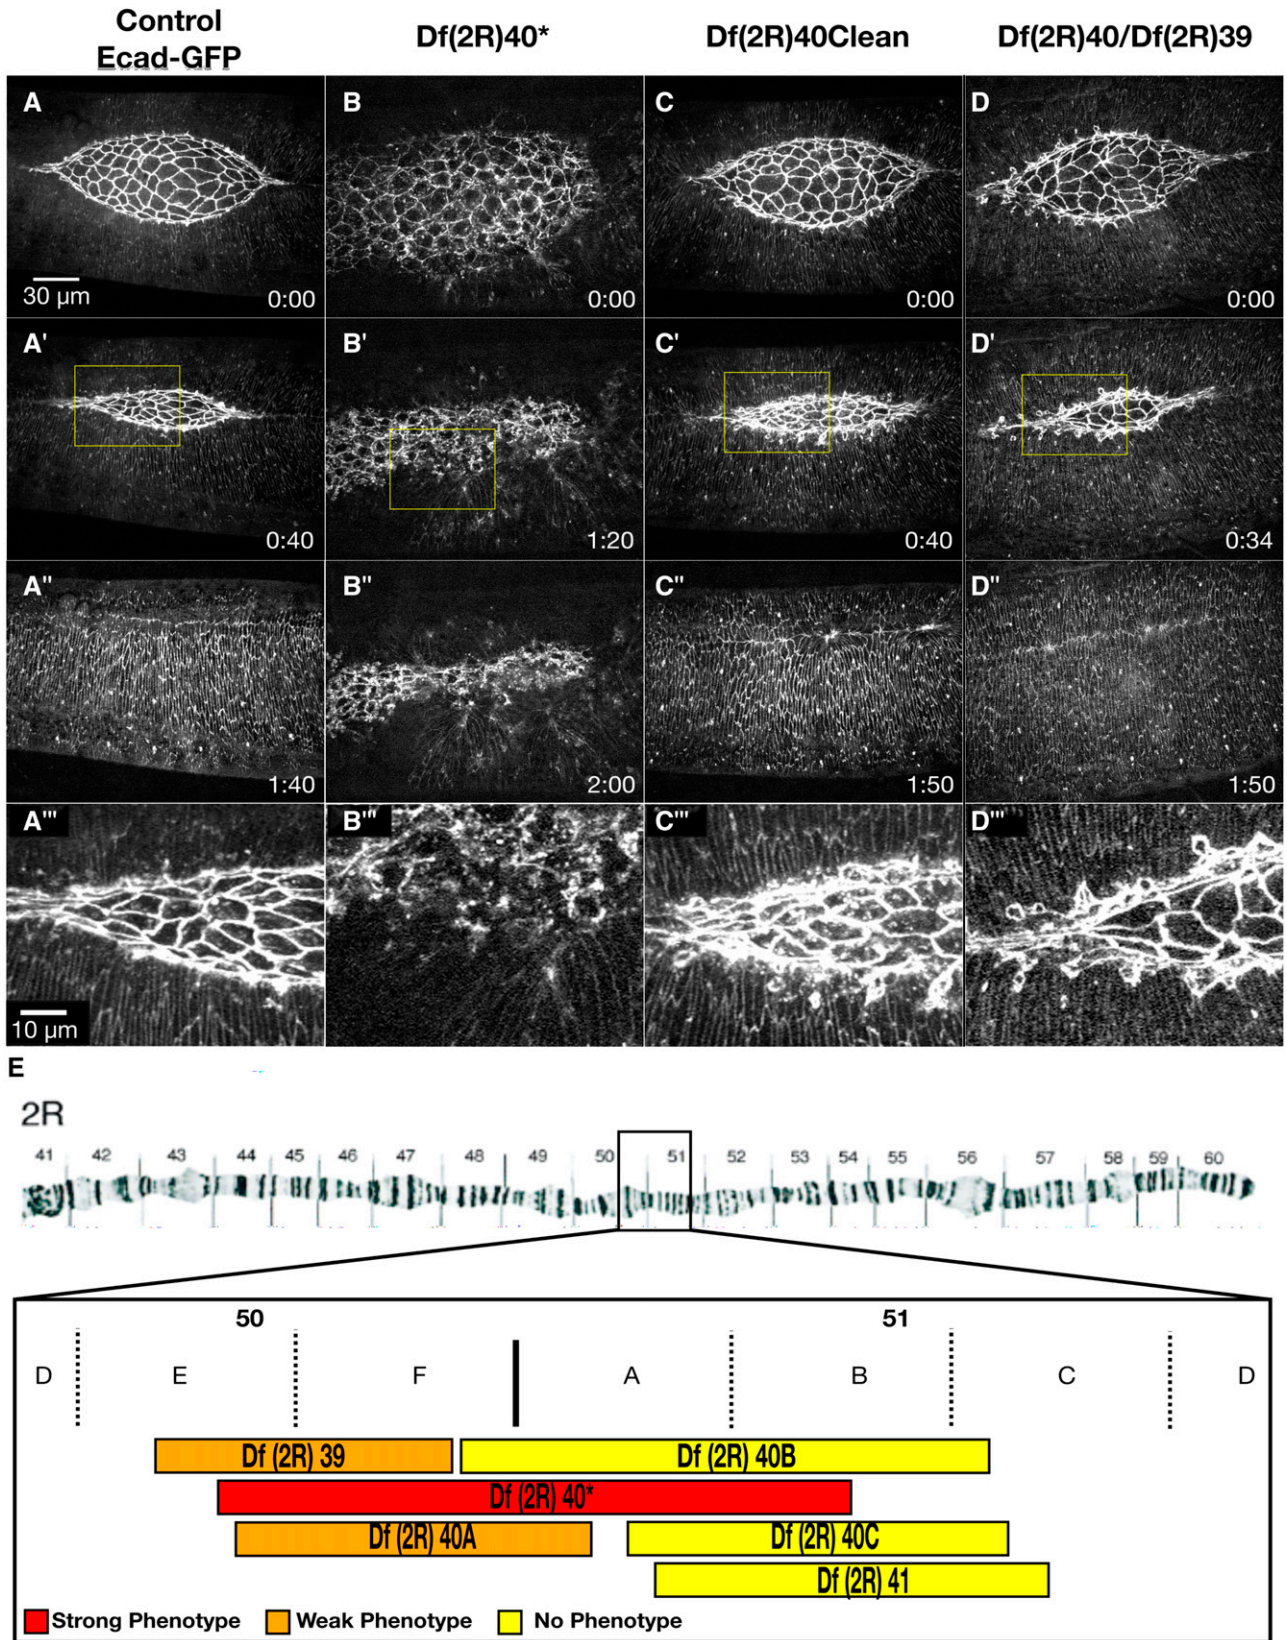 Control
Ecad-GFP
Df(2R)40*
Df(2R)40Clean
Df(2R)40/Df(2R)39
A
B
C
D
30 µm
0:00
0:00
0:00
0:00
A'
B'
C'
D'
0:40
1:20
0:40
0:34
A''
B''
C''
D''
1:40
2:00
1:50
1:50
A'''
B'''
C'''
D'''
10 µm
E
2R
41 42 43 44 45 46 47 48 49 50 51 52 53 54 55 56 57 58 59 60
50 51
D E F A B C D
Df (2R) 39
Df (2R) 40B
Df (2R) 40*
Df (2R) 40A
Df (2R) 40C
Df (2R) 41
Strong Phenotype Weak Phenotype No Phenotype